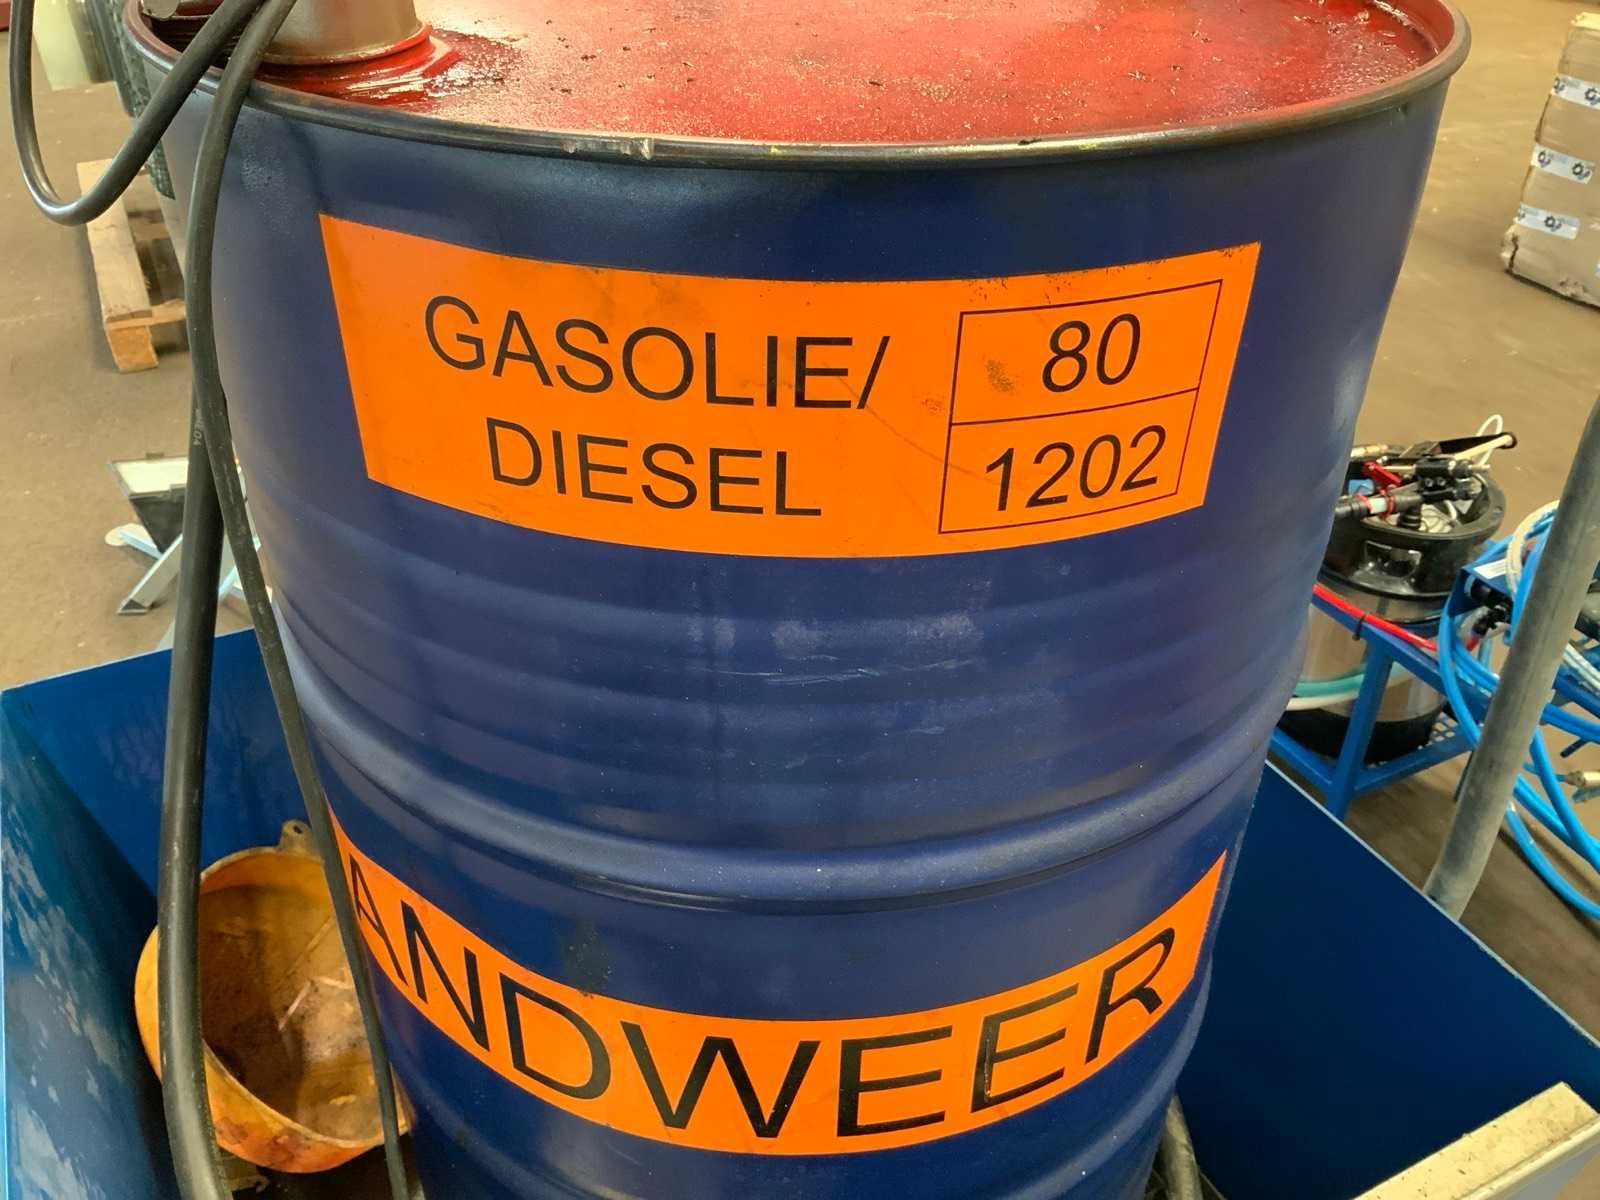 GASOLIE/
DIESEL
80
1202
ANDWEER